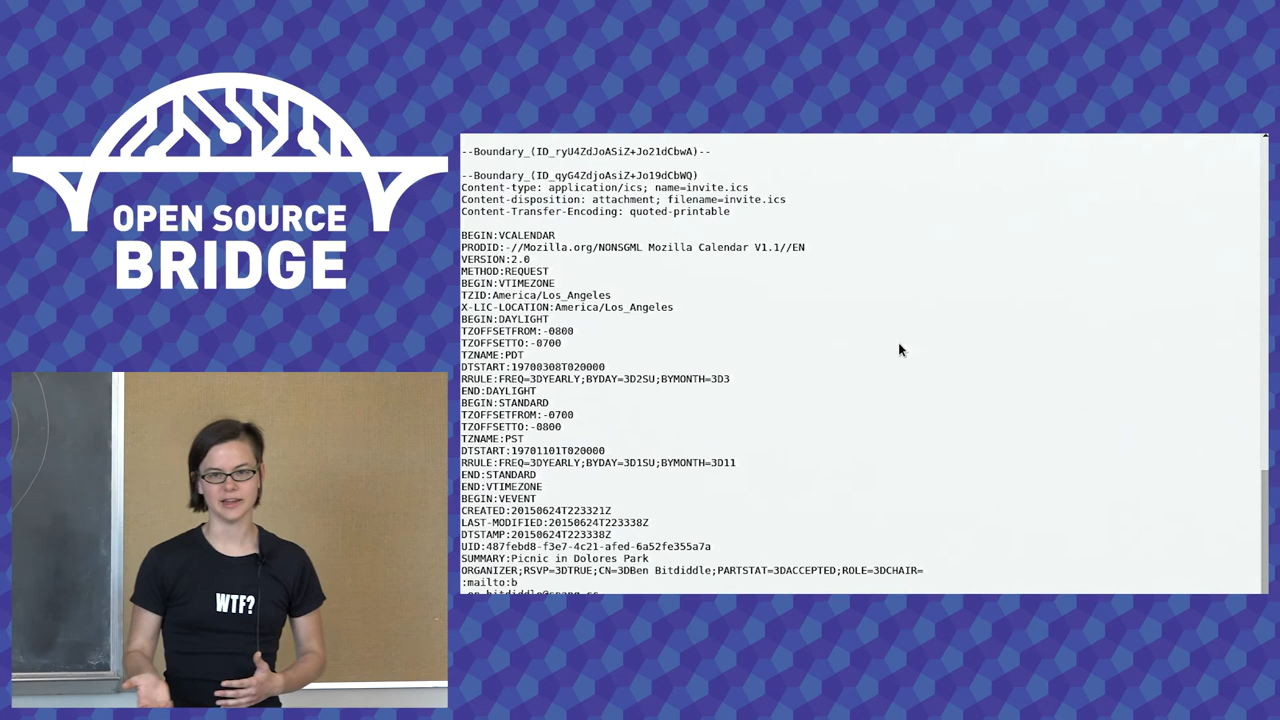 OPEN SOURCE
BRIDGE
WTF?
--Boundary_(ID_ryU4ZdJoASiZ+Jo21dCbwA)--
--Boundary_(ID_qyG4ZdjoAsiZ+Jo19dCbWQ)
Content-type: application/ics; name=invite.ics
Content-disposition: attachment; filename=invite.ics
Content-Transfer-Encoding: quoted-printable
BEGIN:VCALENDAR
PRODID:-//Mozilla.org/NONSGML Mozilla Calendar V1.1//EN
VERSION:2.0
METHOD:REQUEST
BEGIN:VTIMEZONE
TZID:America/Los_Angeles
X-LIC-LOCATION:America/Los_Angeles
BEGIN:DAYLIGHT
TZOFFSETFROM:-0800
TZOFFSETTO:-0700
TZNAME:PDT
DTSTART:19700308T020000
RRULE:FREQ=3DYEARLY;BYDAY=3D2SU;BYMONTH=3D3
END:DAYLIGHT
BEGIN:STANDARD
TZOFFSETFROM:-0700
TZOFFSETTO:-0800
TZNAME:PST
DTSTART:19701101T020000
RRULE:FREQ=3DYEARLY;BYDAY=3D1SU;BYMONTH=3D11
END:STANDARD
END:VTIMEZONE
BEGIN:VEVENT
CREATED:20150624T223321Z
LAST-MODIFIED:20150624T223338Z
DTSTAMP:20150624T223338Z
UID:487febd8-f3e7-4c21-afed-6a52fe355a7a
SUMMARY:Picnic in Dolores Park
ORGANIZER;RSVP=3DTRUE;CN=3DBen Bitdiddle;PARTSTAT=3DACCEPTED;ROLE=3DCHAIR=
:mailto:b